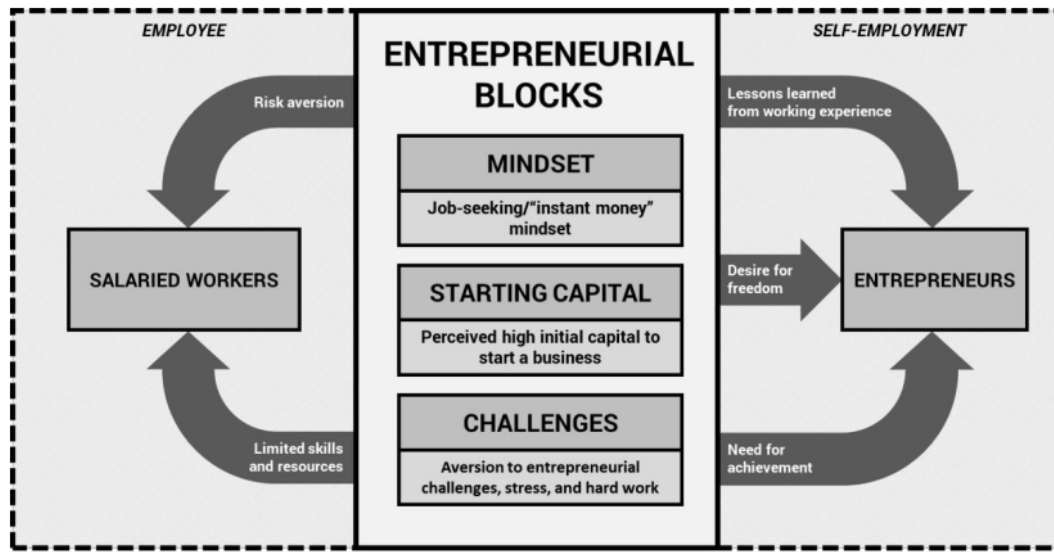 EMPLOYEE
Risk aversion
SALARIED WORKERS
Limited skills
and resources
ENTREPRENEURIAL
BLOCKS
MINDSET
Job-seeking/“instant money”
mindset
STARTING CAPITAL
Perceived high initial capital to
start a business
CHALLENGES
Aversion to entrepreneurial
challenges, stress, and hard work
SELF-EMPLOYMENT
Lessons learned
from working experience
Desire for
freedom
ENTREPRENEURS
Need for
achievement